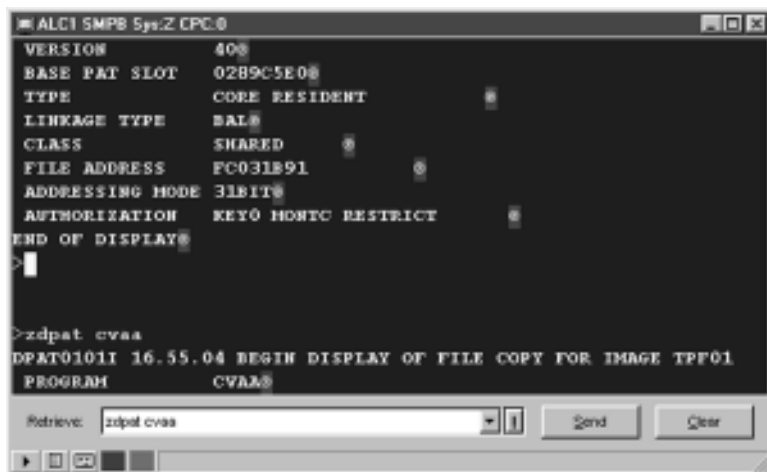 ALC1 SMPB Sys:Z CPC:0
VERSION 40
BASE PAT SLOT 0289C5E0
TYPE CORE RESIDENT
LINKAGE TYPE BAL
CLASS SHARED
FILE ADDRESS FC031B91
ADDRESSING MODE 31BIT
AUTHORIZATION KEY0 MONTC RESTRICT
END OF DISPLAY
>
>zdpat cvaa
DPAT0101I 16.55.04 BEGIN DISPLAY OF FILE COPY FOR IMAGE TPF01
PROGRAM CVAA
Retrieve: zdpat cvaa ! Send Clear